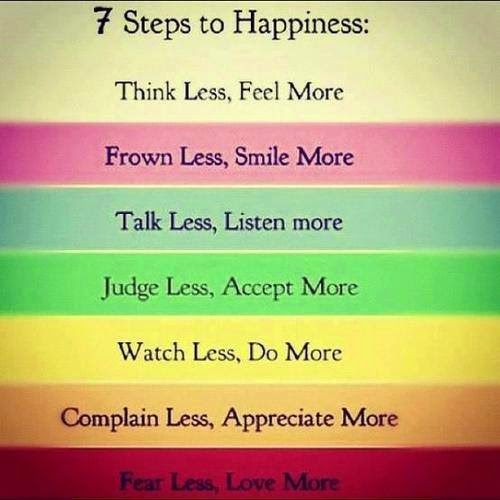 7 Steps to Happiness:
Think Less, Feel More
Frown Less, Smile More
Talk Less, Listen more
Judge Less, Accept More
Watch Less, Do More
Complain Less, Appreciate More
Fear Less, Love More